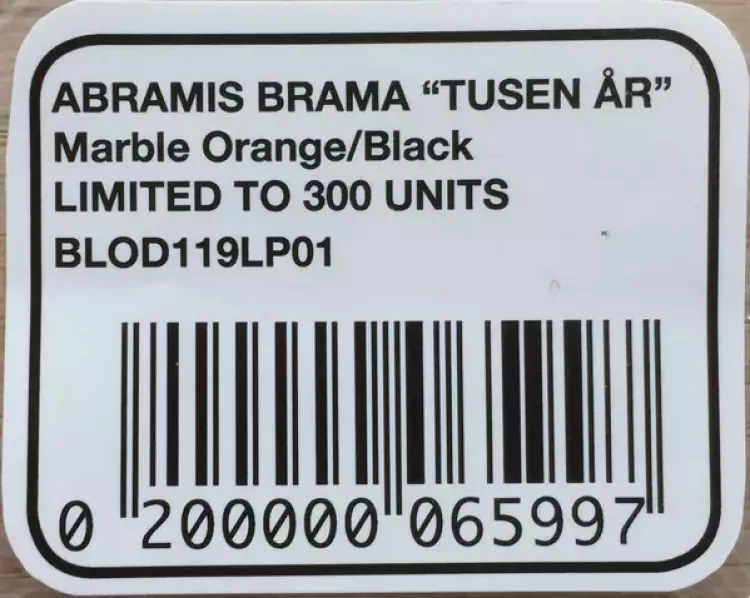 ABRAMIS BRAMA “TUSEN ÅR”
Marble Orange/Black
LIMITED TO 300 UNITS
BLOD119LP01
0 200000 065997